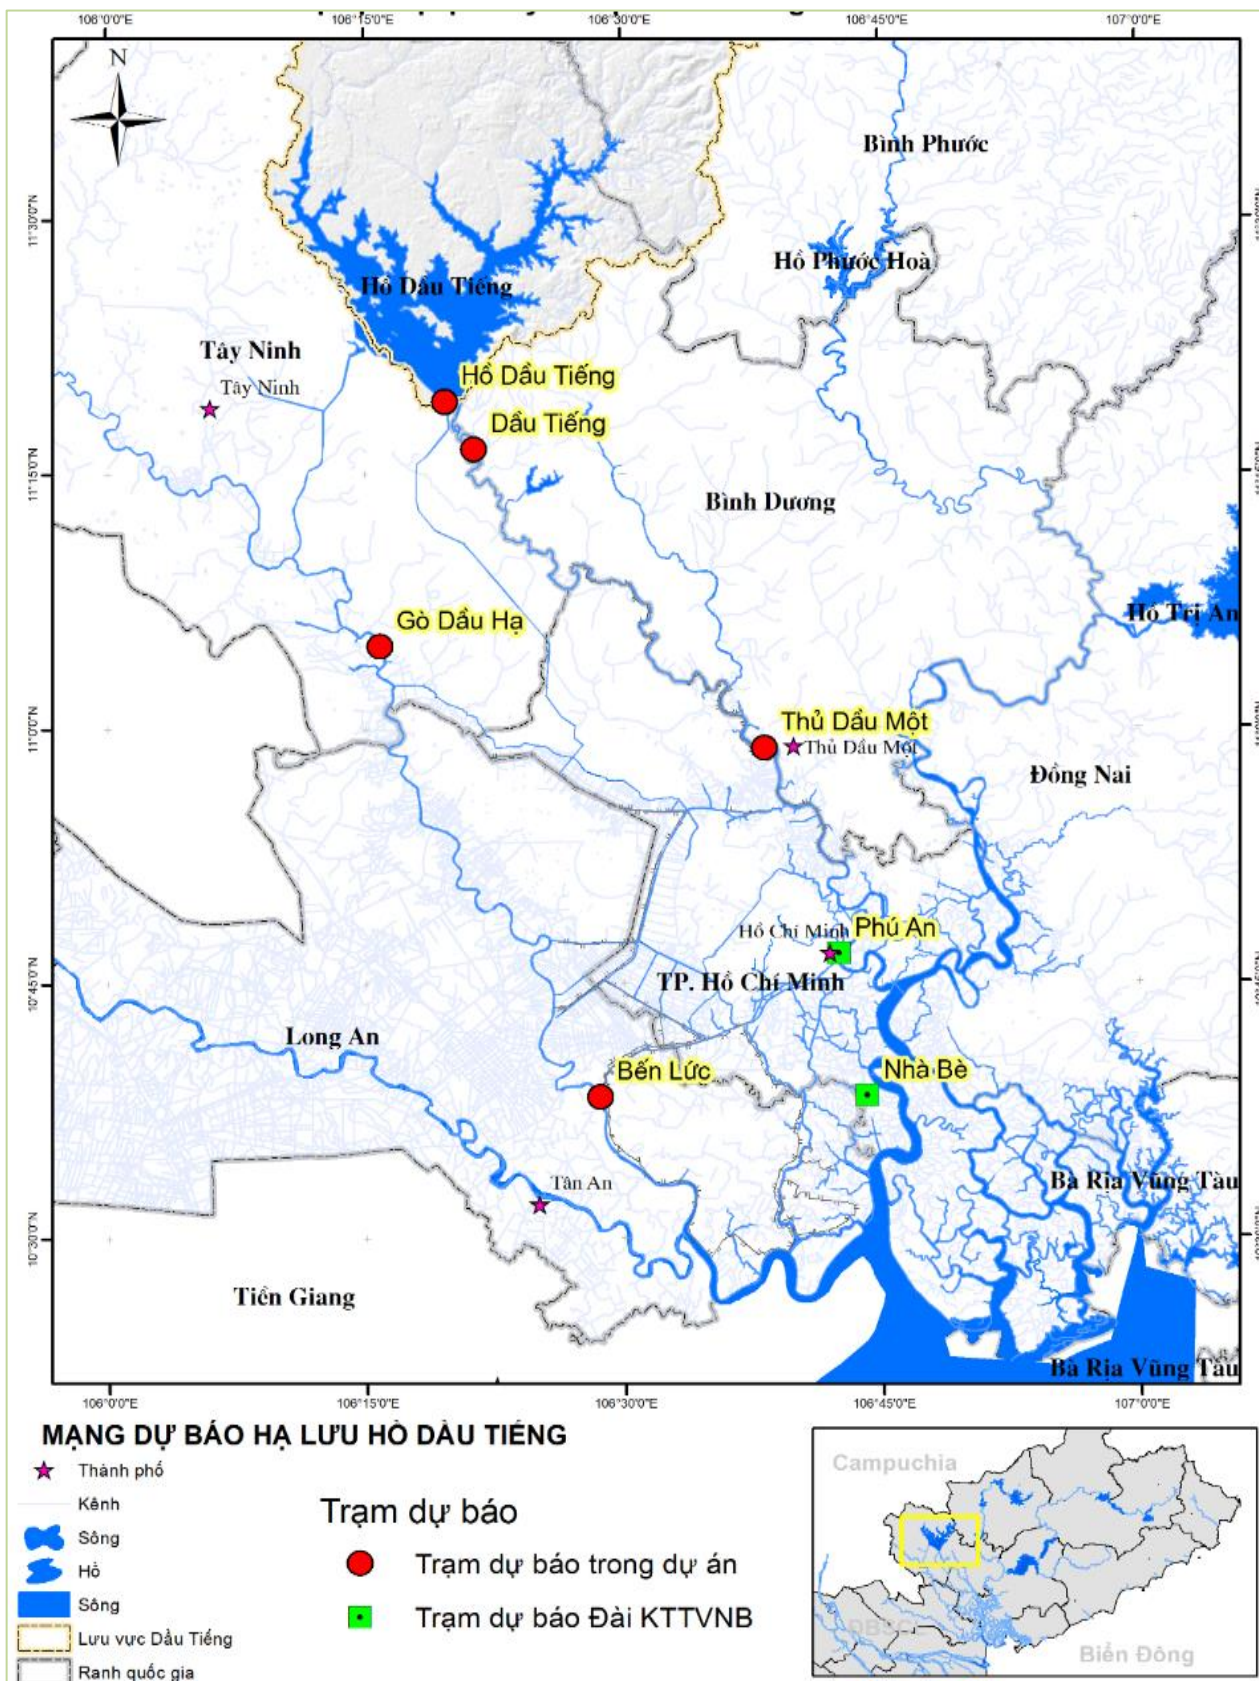 106°0'0"E 106°15'0"E 106°30'0"E 106°45'0"E 107°0'0"E
N
Bình Phước
11°30'0"N
Hồ Phước Hoà
Hồ Dầu Tiếng
Tây Ninh
Tây Ninh
Hồ Dầu Tiếng
Dầu Tiếng
11°15'0"N
Bình Dương
Hồ Trị An
Gò Dầu Hạ
Thủ Dầu Một
Thủ Dầu Một
11°0'0"N
Đồng Nai
Phú An
Hồ Chí Minh
TP. Hồ Chí Minh
10°45'0"N
Long An
Bến Lức
Nhà Bè
Tân An
Bà Rịa Vũng Tàu
10°30'0"N
Tiền Giang
Bà Rịa Vũng Tàu
106°0'0"E 106°15'0"E 106°30'0"E 106°45'0"E 107°0'0"E
MẠNG DỰ BÁO HẠ LƯU HỒ DẦU TIẾNG
Thành phố
Kênh
Sông
Hồ
Sông
Lưu vực Dầu Tiếng
Ranh quốc gia
Trạm dự báo
Trạm dự báo trong dự án
Trạm dự báo Đài KTTVNB
Campuchia
Biển Đông